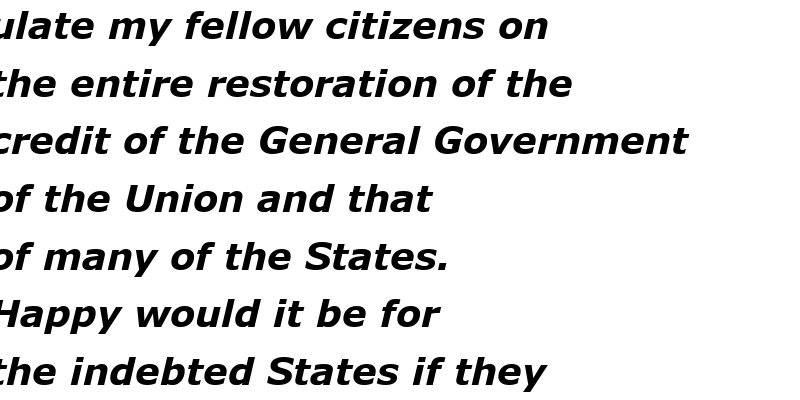 ulate my fellow citizens on
the entire restoration of the
credit of the General Government
of the Union and that
of many of the States.
Happy would it be for
the indebted States if they